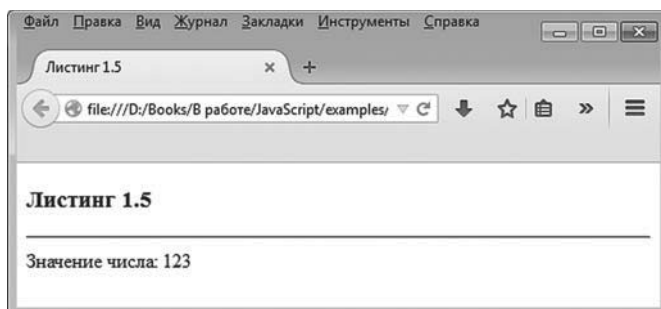 Файл Правка Вид Журнал Закладки Инструменты Справка
Листинг 1.5
file:///D:/Books/В работе/JavaScript/examples/
Листинг 1.5
Значение числа: 123